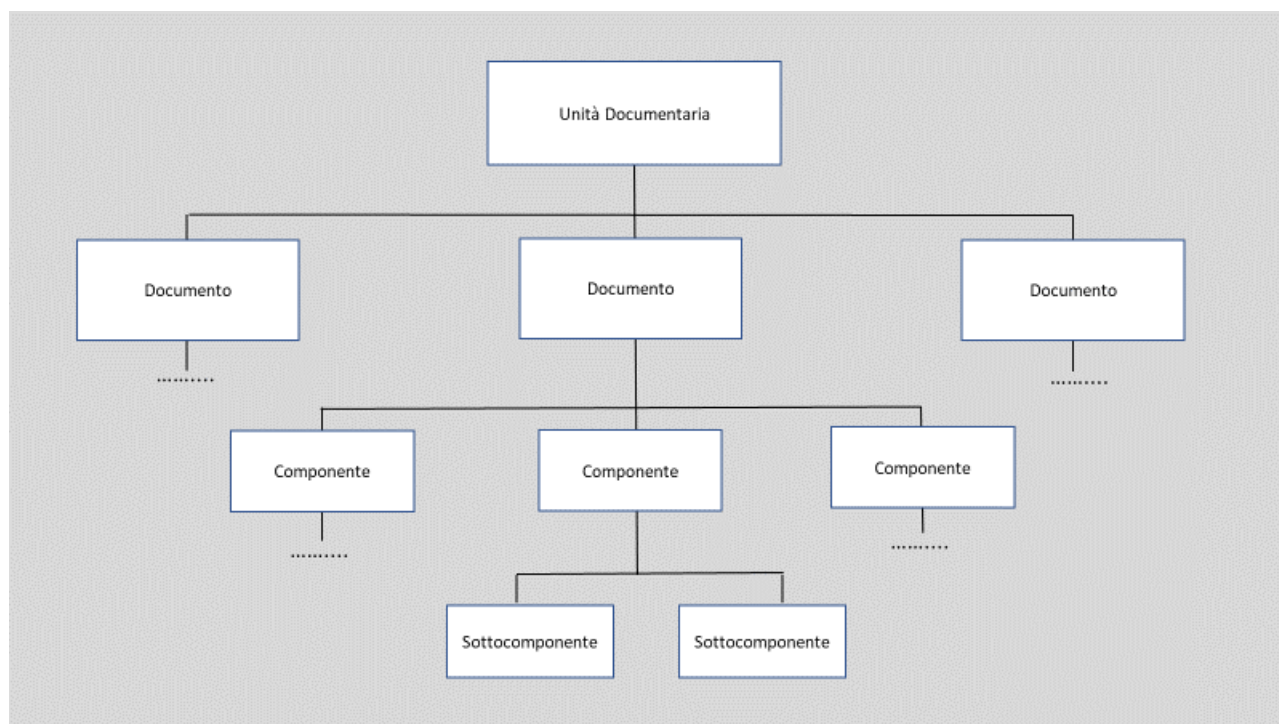 Unità Documentaria
Documento
Documento
Documento
..........
..........
Componente
Componente
Componente
..........
..........
Sottocomponente
Sottocomponente